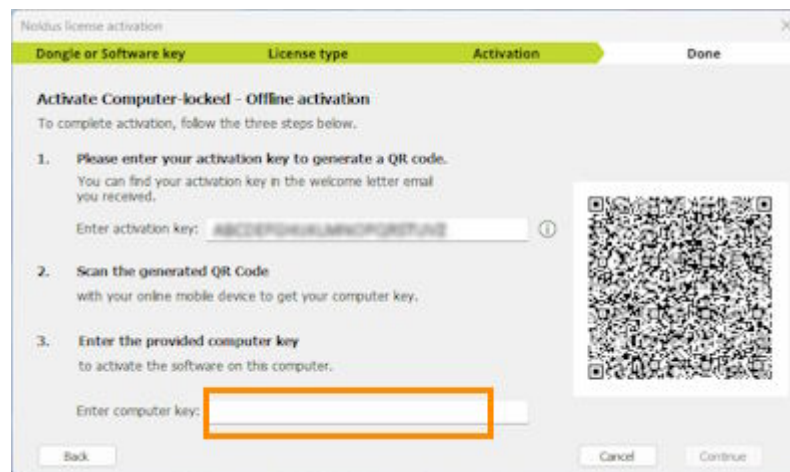 Noldus license activation
Dongle or Software key License type Activation Done
Activate Computer-locked - Offline activation
To complete activation, follow the three steps below.
1. Please enter your activation key to generate a QR code.
You can find your activation key in the welcome letter email
you received.
Enter activation key:
2. Scan the generated QR Code
with your online mobile device to get your computer key.
3. Enter the provided computer key
to activate the software on this computer.
Enter computer key:
Back Cancel Continue